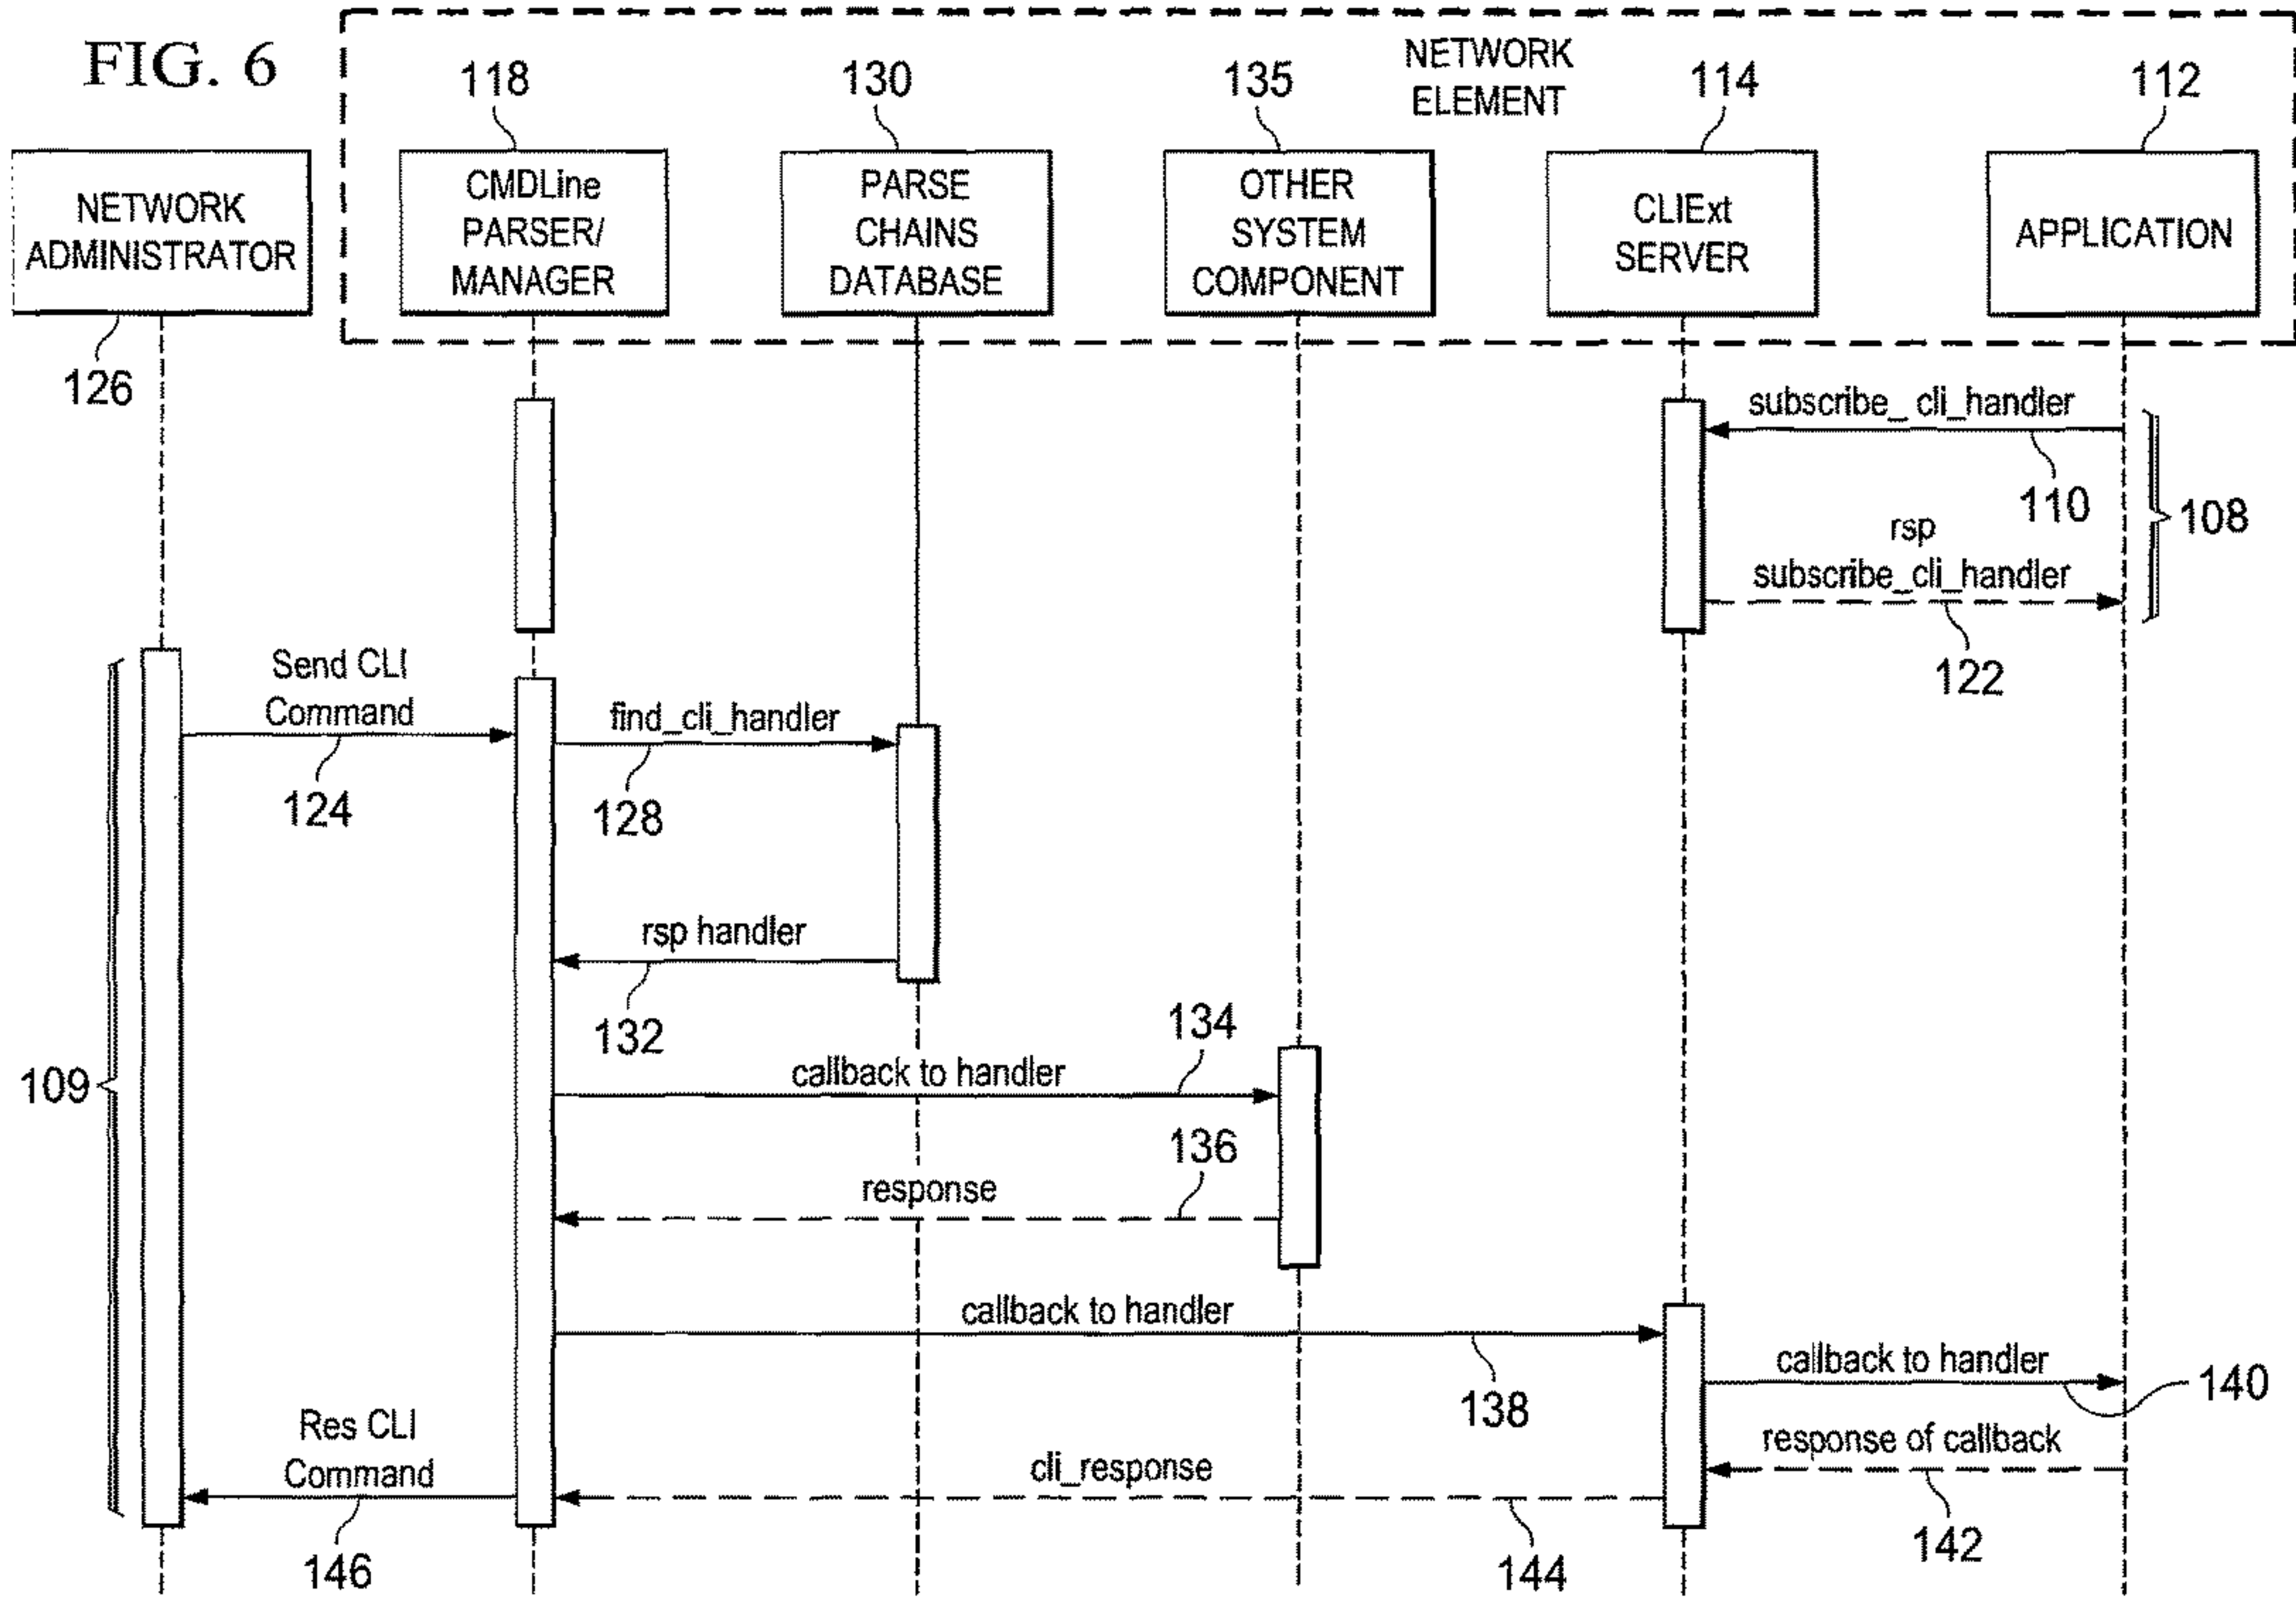 FIG. 6
NETWORK
ELEMENT
118
130
135
114
112
NETWORK
ADMINISTRATOR
CMDLine
PARSER/
MANAGER
PARSE
CHAINS
DATABASE
OTHER
SYSTEM
COMPONENT
CLIExt
SERVER
APPLICATION
126
subscribe_ cli_handler
110
108
rsp
subscribe_cli_handler
122
Send CLI
Command
124
find_cli_handler
128
rsp handler
132
109
callback to handler
134
response
136
callback to handler
138
callback to handler
140
response of callback
142
cli_response
144
Res CLI
Command
146